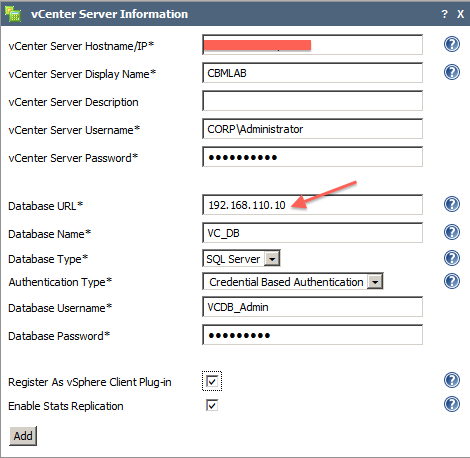 vCenter Server Information ? X
vCenter Server Hostname/IP*
vCenter Server Display Name* CBMLAB
vCenter Server Description
vCenter Server Username* CORP\Administrator
vCenter Server Password* ●●●●●●●●●●
Database URL* 192.168.110.10
Database Name* VC_DB
Database Type* SQL Server
Authentication Type* Credential Based Authentication
Database Username* VCDB_Admin
Database Password* ●●●●●●●●●
Register As vSphere Client Plug-in
Enable Stats Replication
Add